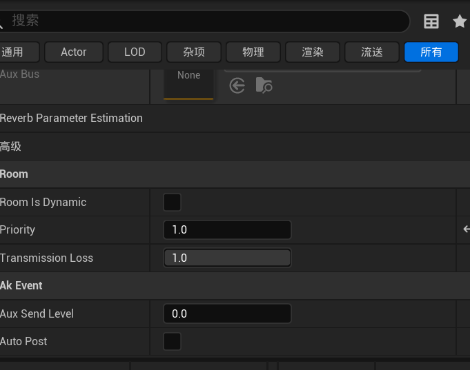 搜索
通用 Actor LOD 杂项 物理 渲染 流送 所有
Aux Bus None
Reverb Parameter Estimation
高级
Room
Room Is Dynamic
Priority 1.0
Transmission Loss 1.0
Ak Event
Aux Send Level 0.0
Auto Post